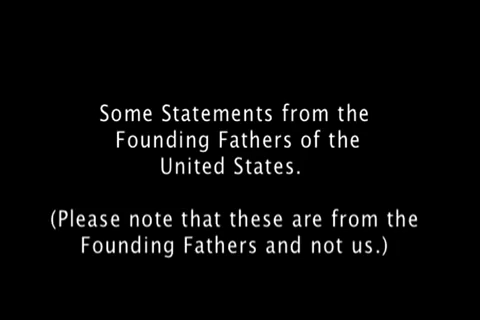 Some Statements from the
Founding Fathers of the
United States.
(Please note that these are from the
Founding Fathers and not us.)